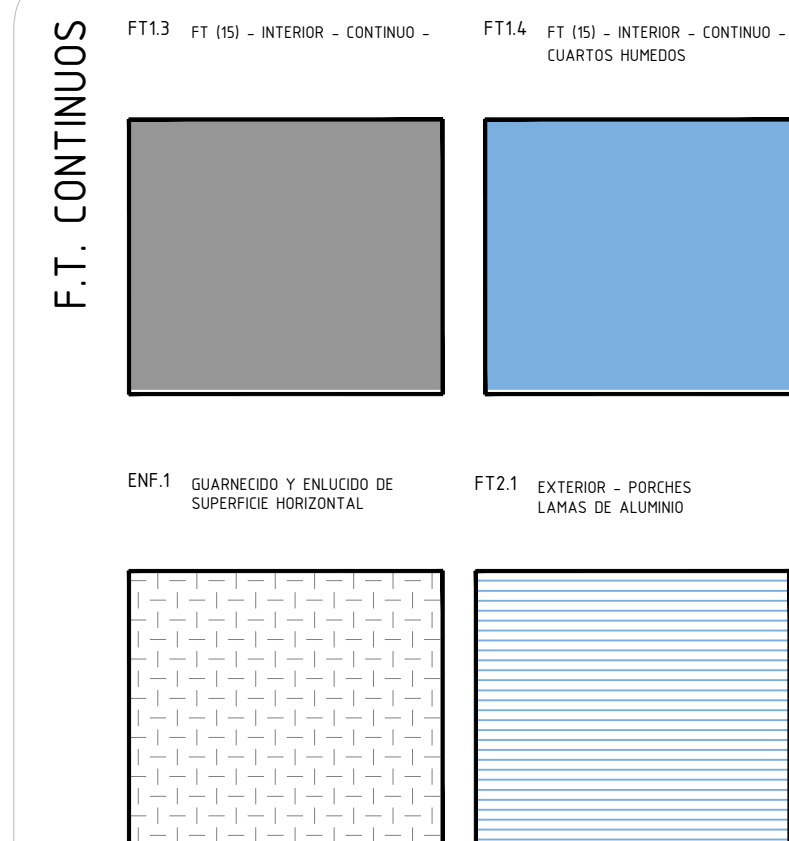 F.T. CONTINUOS
FT1.3 FT (15) - INTERIOR - CONTINUO -
FT1.4 FT (15) - INTERIOR - CONTINUO -
CUARTOS HUMEDOS
ENF.1 GUARNECIDO Y ENLUCIDO DE
SUPERFICIE HORIZONTAL
FT2.1 EXTERIOR - PORCHES
LAMAS DE ALUMINIO